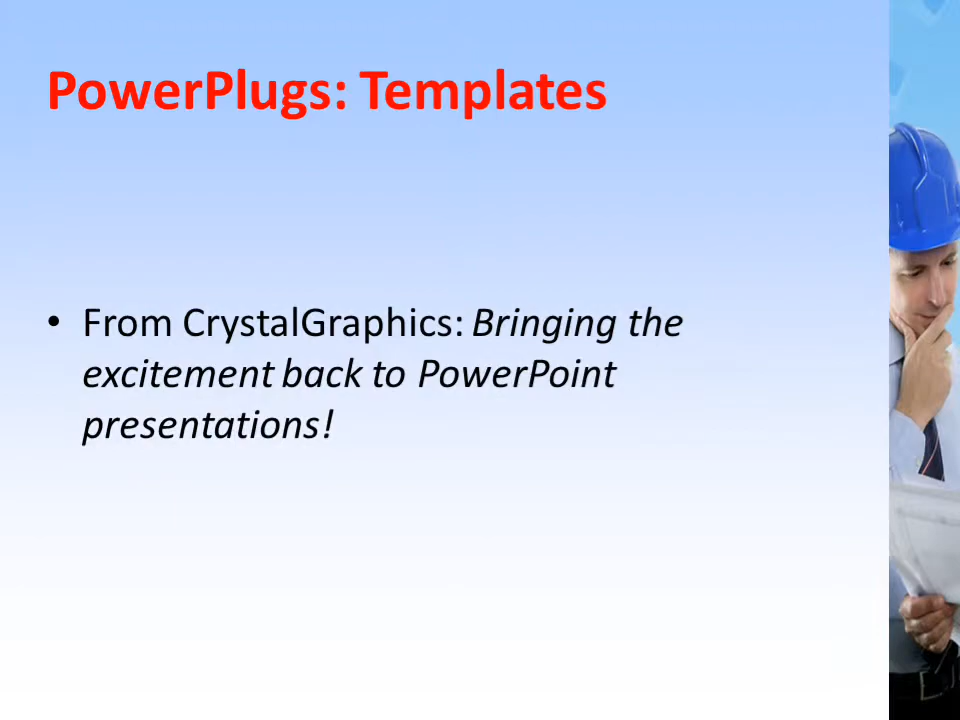 PowerPlugs: Templates
• From CrystalGraphics: Bringing the
excitement back to PowerPoint
presentations!